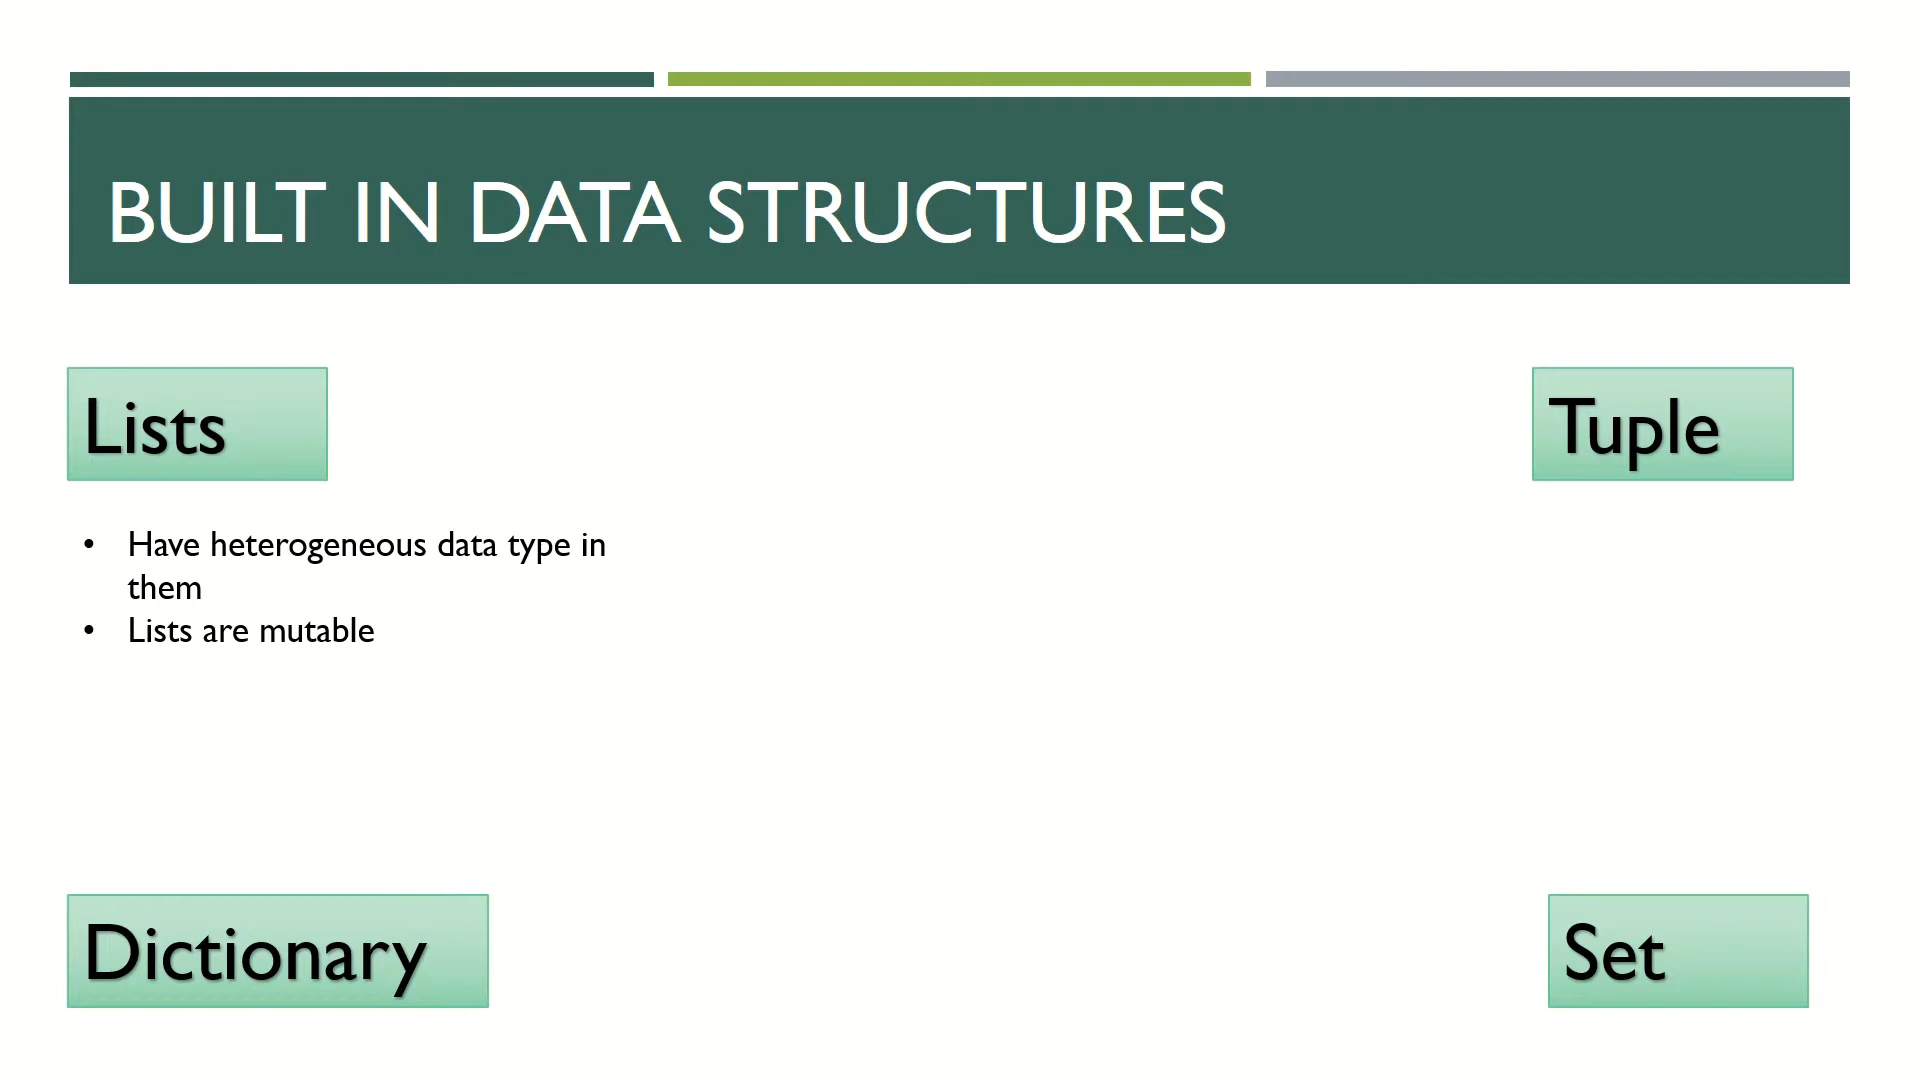 BUILT IN DATA STRUCTURES
Lists
Tuple
• Have heterogeneous data type in
them
• Lists are mutable
Dictionary
Set